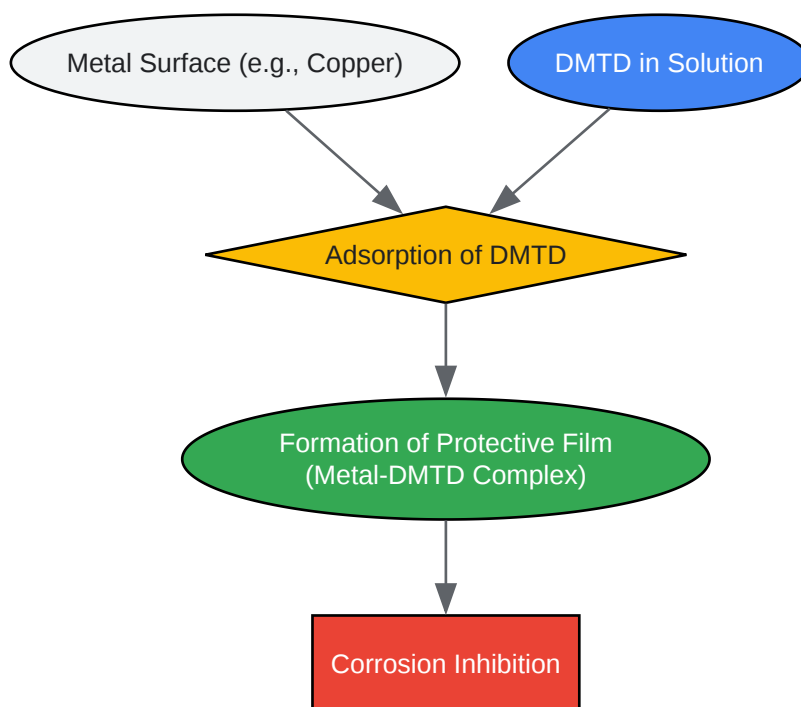 Metal Surface (e.g., Copper)
DMTD in Solution
Adsorption of DMTD
Formation of Protective Film
(Metal-DMTD Complex)
Corrosion Inhibition